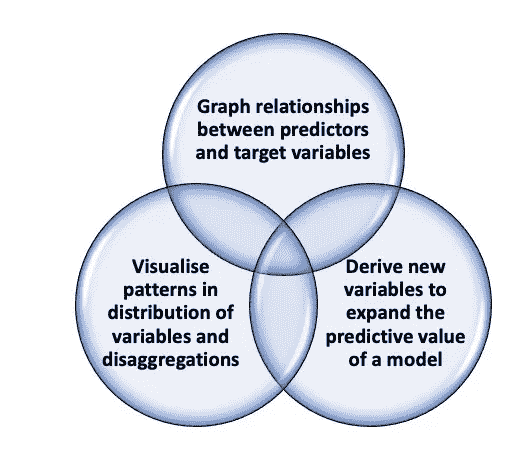 Graph relationships
between predictors
and target variables
Visualise
patterns in
distribution of
variables and
disaggregations
Derive new
variables to
expand the
predictive value
of a model